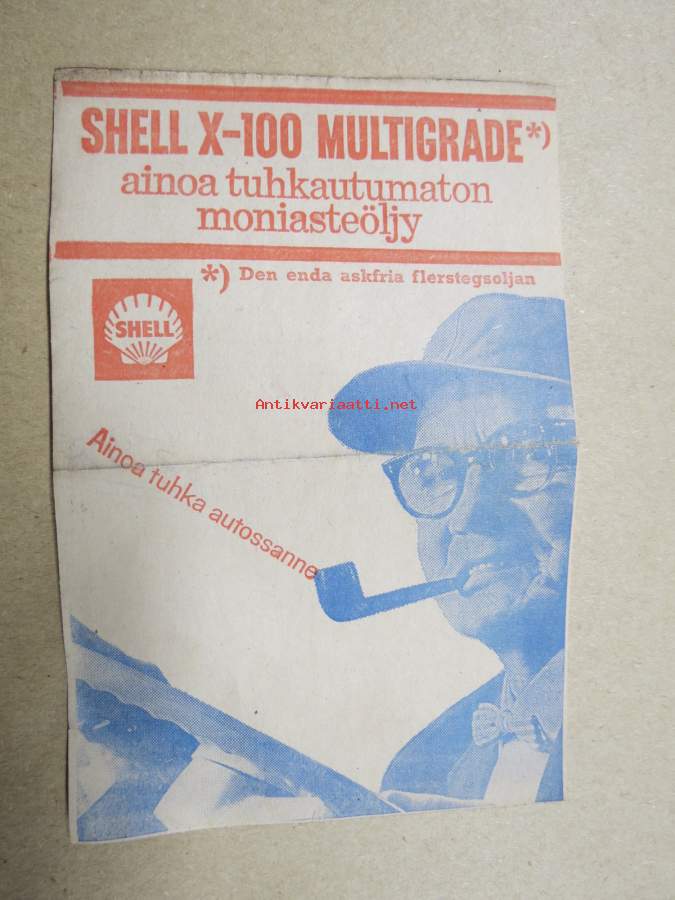 SHELL X-100 MULTIGRADE*)
ainoa tuhkautumaton
moniasteöljy
*) Den enda askfria flerstegsoljan
SHELL
Antikvariaatti.net
Ainoa tuhka autossanne